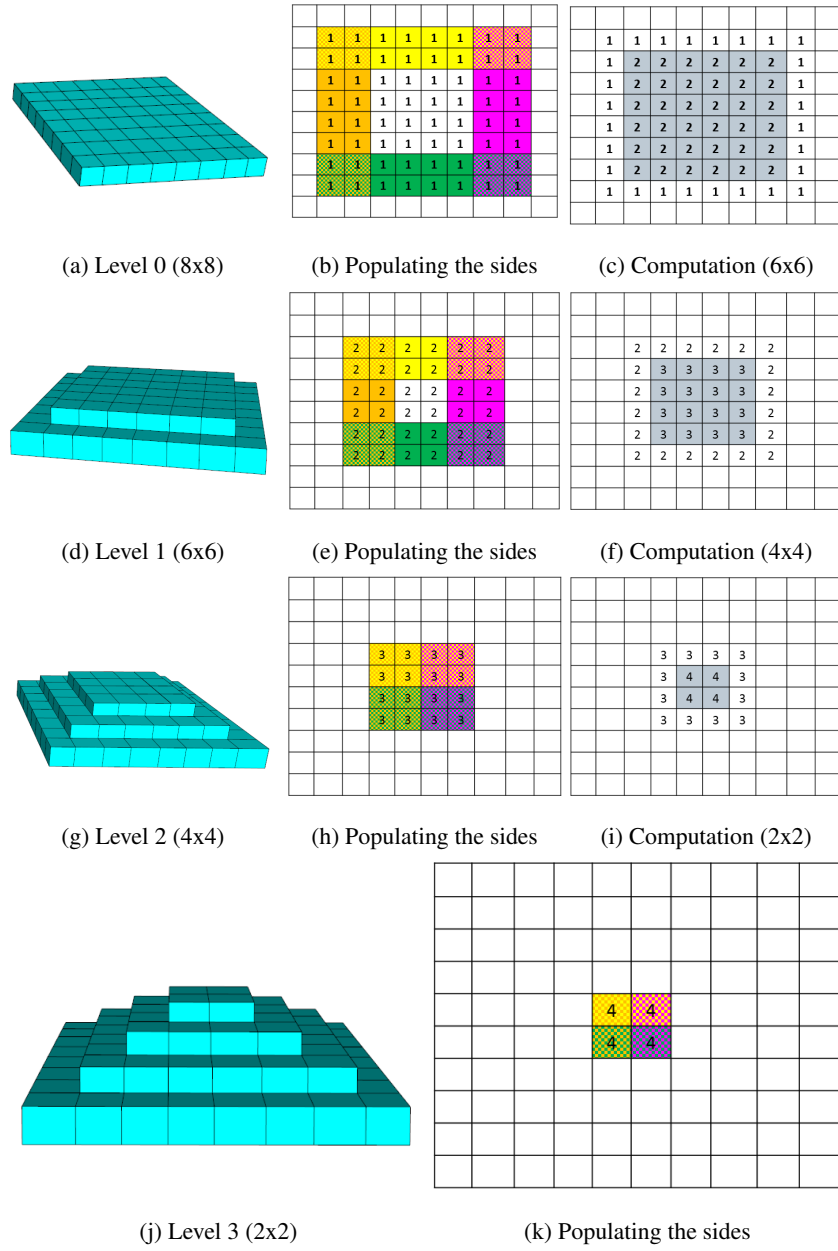 1 1 1 1 1 1 1 1
1 1 1 1 1 1 1 1
1 1 1 1 1 1 1 1
1 1 1 1 1 1 1 1
1 1 1 1 1 1 1 1
1 1 1 1 1 1 1 1
1 1 1 1 1 1 1 1
1 1 1 1 1 1 1 1
1 1 1 1 1 1 1 1
1 2 2 2 2 2 2 1
1 2 2 2 2 2 2 1
1 2 2 2 2 2 2 1
1 2 2 2 2 2 2 1
1 2 2 2 2 2 2 1
1 2 2 2 2 2 2 1
1 1 1 1 1 1 1 1
(a) Level 0 (8x8)
(b) Populating the sides
(c) Computation (6x6)
2 2 2 2 2 2
2 2 2 2 2 2
2 2 2 2 2 2
2 2 2 2 2 2
2 2 2 2 2 2
2 2 2 2 2 2
2 2 2 2 2 2
2 3 3 3 3 2
2 3 3 3 3 2
2 3 3 3 3 2
2 3 3 3 3 2
2 2 2 2 2 2
(d) Level 1 (6x6)
(e) Populating the sides
(f) Computation (4x4)
3 3 3 3
3 3 3 3
3 3 3 3
3 3 3 3
3 3 3 3
3 4 4 3
3 4 4 3
3 3 3 3
(g) Level 2 (4x4)
(h) Populating the sides
(i) Computation (2x2)
4 4
4 4
(j) Level 3 (2x2)
(k) Populating the sides